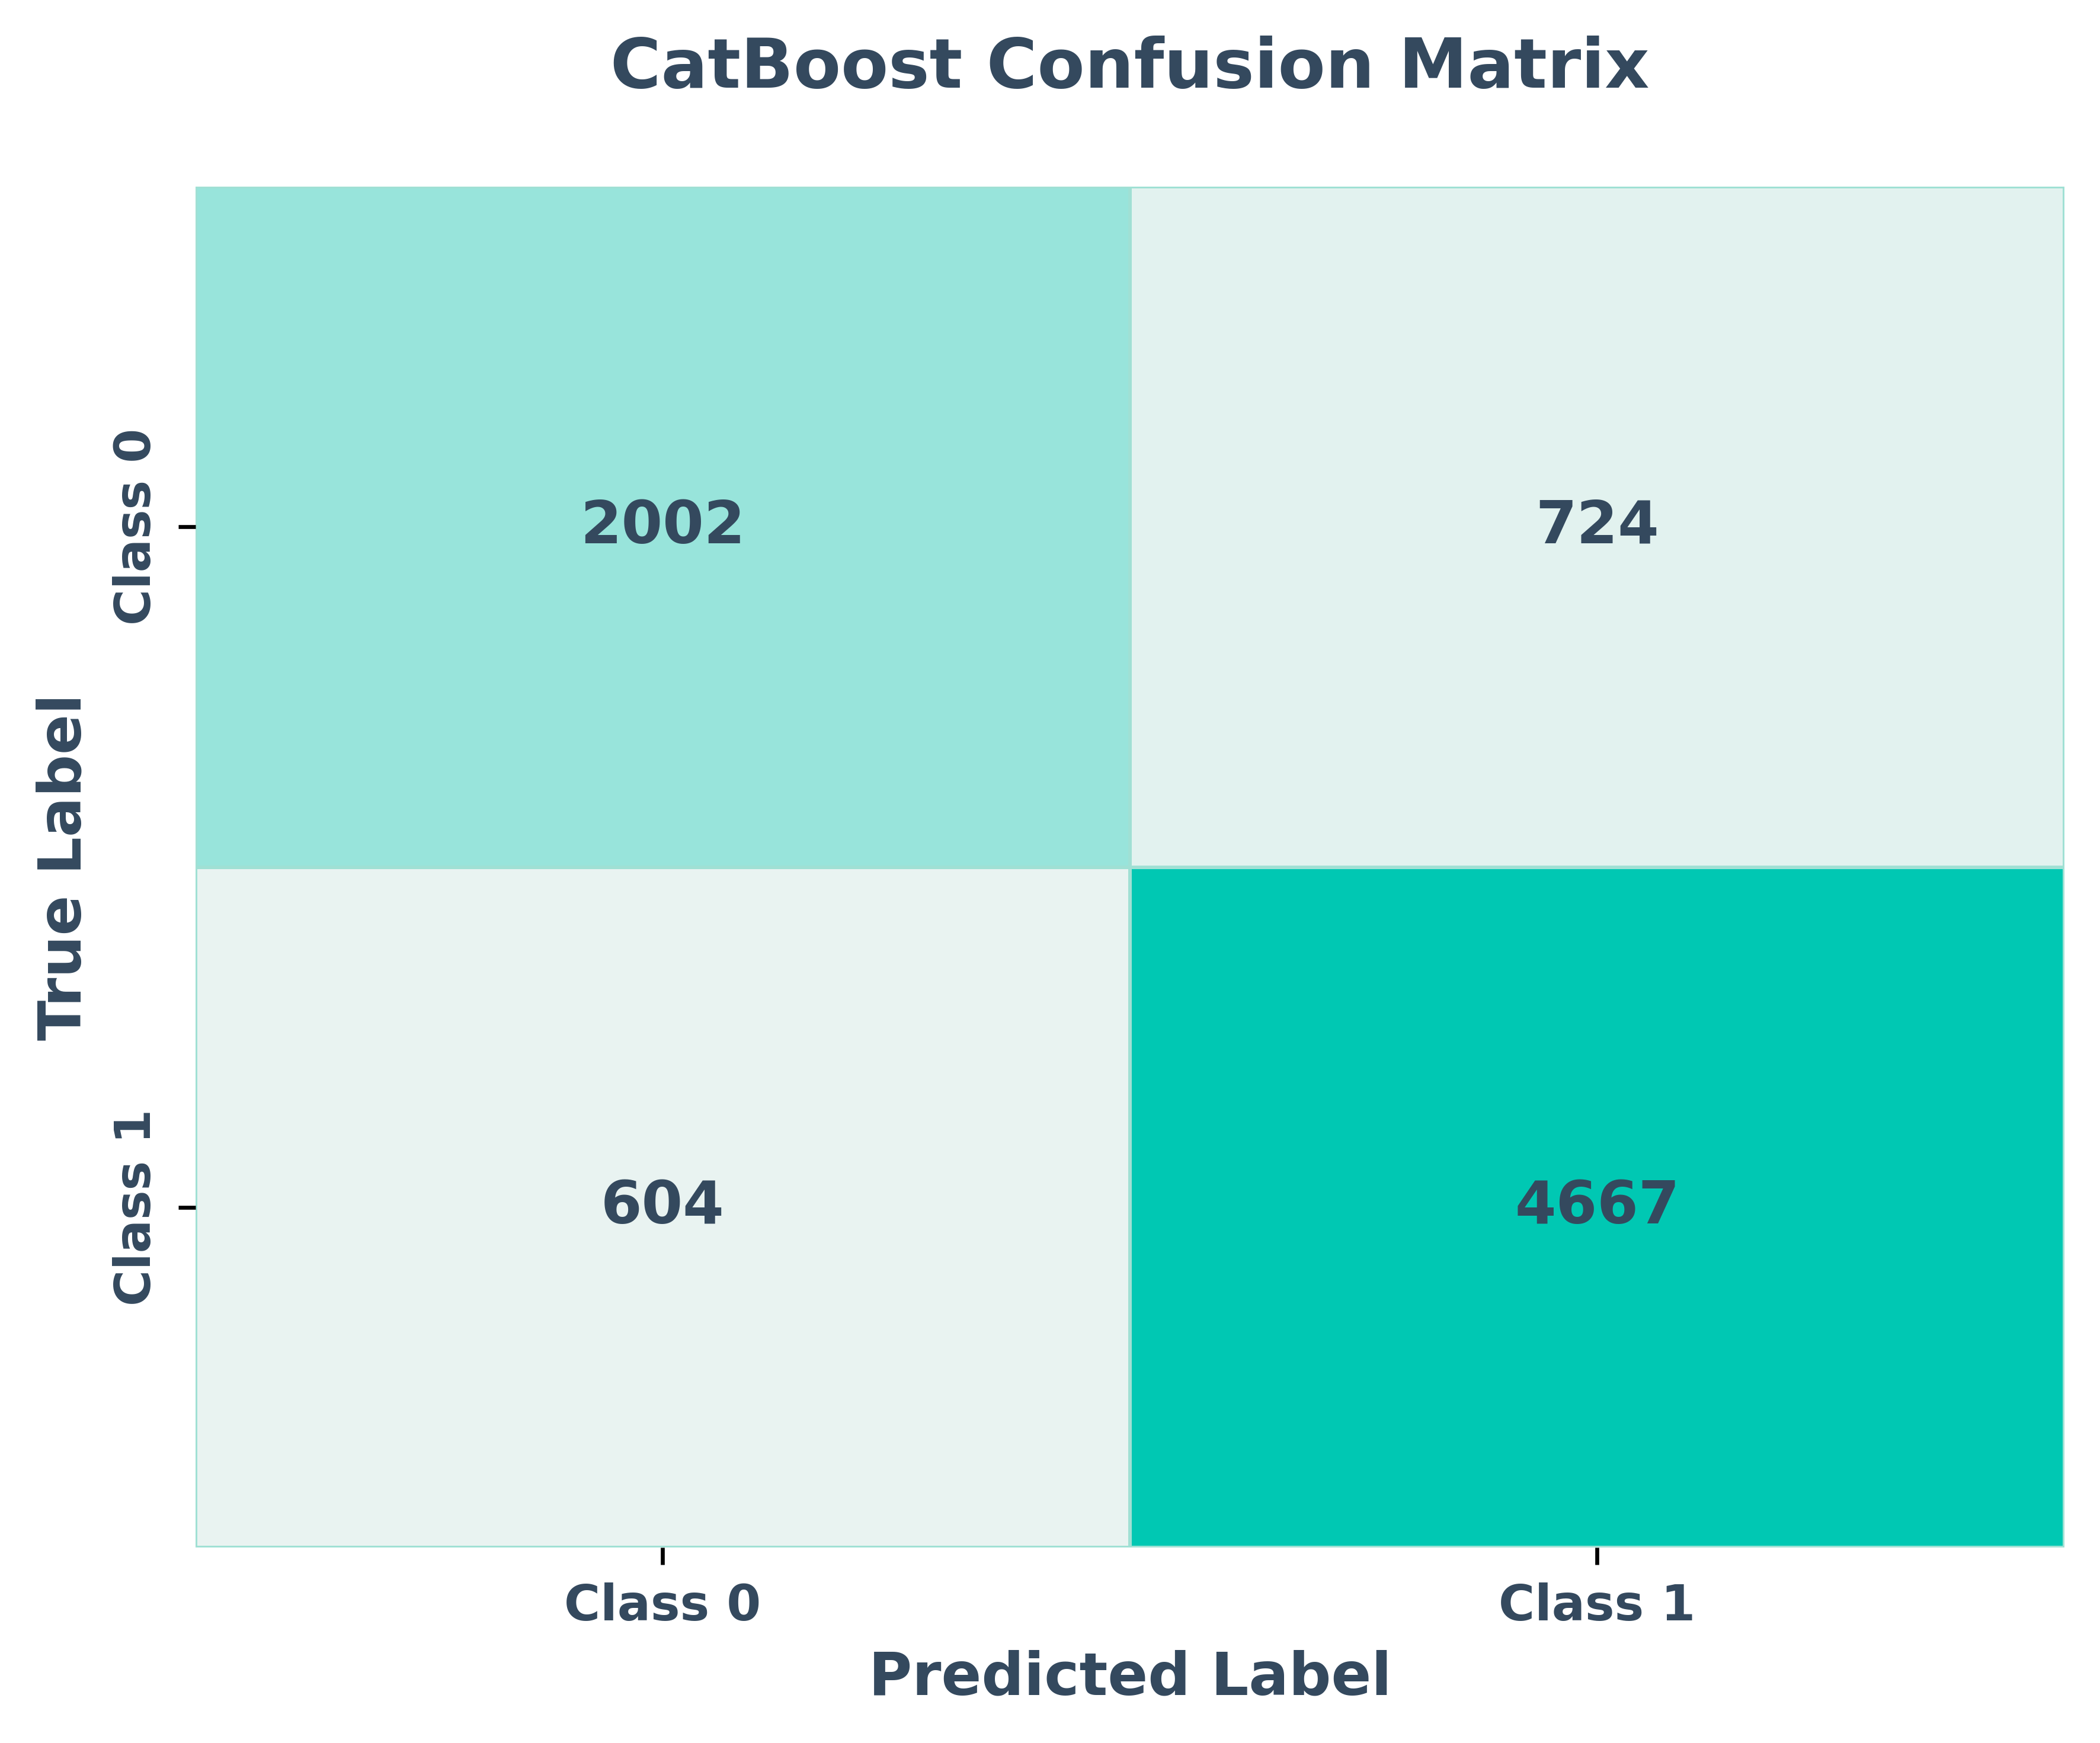 CatBoost Confusion Matrix
True Label
Class 0
2002
724
Class 1
604
4667
Class 0
Class 1
Predicted Label